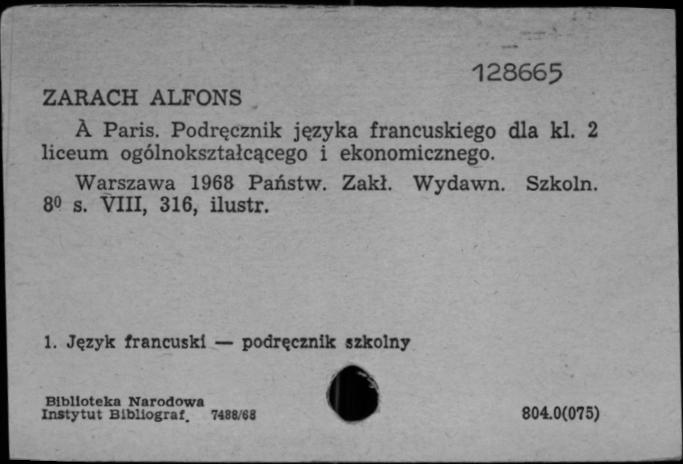 128665
ZARACH ALFONS
À Paris. Podręcznik języka francuskiego dla kl. 2
liceum ogólnokształcącego i ekonomicznego.
Warszawa 1968 Państw. Zakł. Wydawn. Szkoln.
8⁰ s. VIII, 316, ilustr.
1. Język francuski — podręcznik szkolny
Biblioteka Narodowa
Instytut Bibliograf. 7488/68
804.0(075)